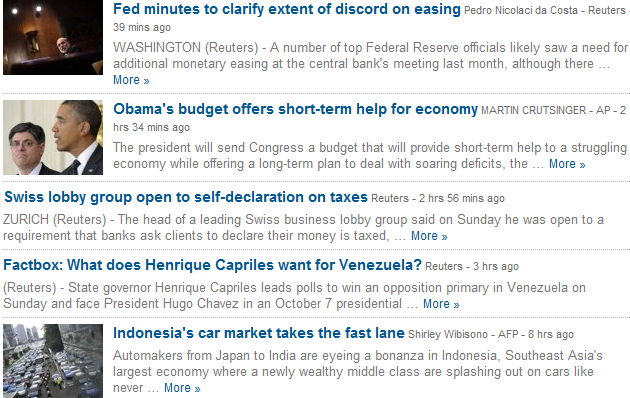 Fed minutes to clarify extent of discord on easing Pedro Nicolaci da Costa - Reuters -
39 mins ago
WASHINGTON (Reuters) - A number of top Federal Reserve officials likely saw a need for
additional monetary easing at the central bank's meeting last month, although there …
More »
Obama's budget offers short-term help for economy MARTIN CRUTSINGER - AP - 2
hrs 34 mins ago
The president will send Congress a budget that will provide short-term help to a struggling
economy while offering a long-term plan to deal with soaring deficits, the … More »
Swiss lobby group open to self-declaration on taxes Reuters - 2 hrs 56 mins ago
ZURICH (Reuters) - The head of a leading Swiss business lobby group said on Sunday he was open to a
requirement that banks ask clients to declare their money is taxed, … More »
Factbox: What does Henrique Capriles want for Venezuela? Reuters - 3 hrs ago
(Reuters) - State governor Henrique Capriles leads polls to win an opposition primary in Venezuela on
Sunday and face President Hugo Chavez in an October 7 presidential … More »
Indonesia's car market takes the fast lane Shirley Wibisono - AFP - 8 hrs ago
Automakers from Japan to India are eyeing a bonanza in Indonesia, Southeast Asia's
largest economy where a newly wealthy middle class are splashing out on cars like
never … More »